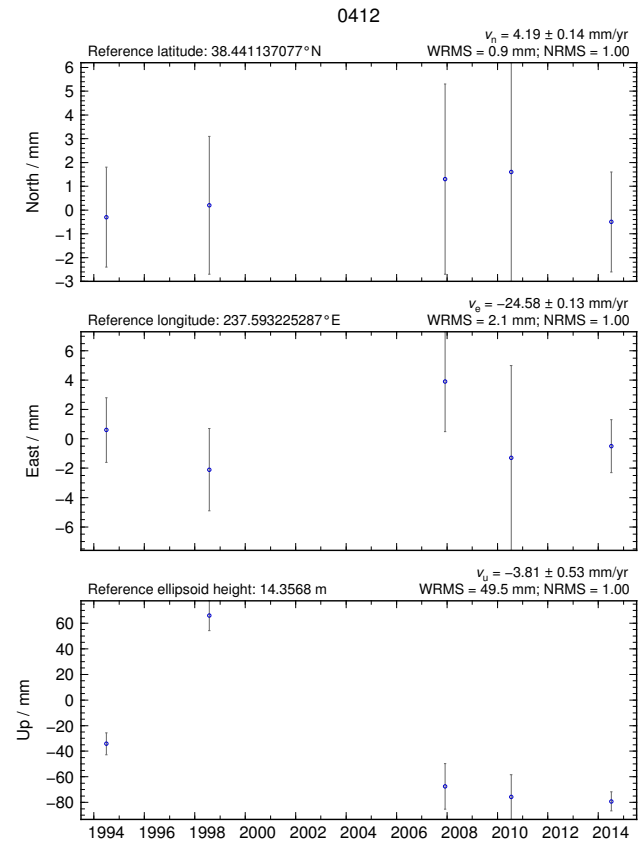 0412
vn = 4.19 ± 0.14 mm/yr
Reference latitude: 38.441137077°N WRMS = 0.9 mm; NRMS = 1.00
6
5
4
3
2
1
0
−1
−2
−3
North / mm
ve = −24.58 ± 0.13 mm/yr
Reference longitude: 237.593225287°E WRMS = 2.1 mm; NRMS = 1.00
6
4
2
0
−2
−4
−6
East / mm
vu = −3.81 ± 0.53 mm/yr
Reference ellipsoid height: 14.3568 m WRMS = 49.5 mm; NRMS = 1.00
60
40
20
0
−20
−40
−60
−80
Up / mm
1994 1996 1998 2000 2002 2004 2006 2008 2010 2012 2014